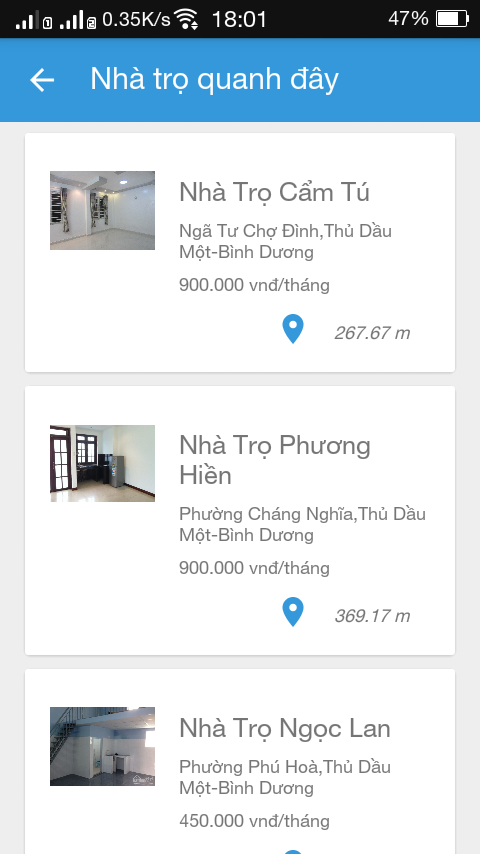 0.35K/s 18:01 47%
Nhà trọ quanh đây
Nhà Trọ Cẩm Tú
Ngã Tư Chợ Đình,Thủ Dầu
Một-Bình Dương
900.000 vnđ/tháng
267.67 m
Nhà Trọ Phương
Hiền
Phường Cháng Nghĩa,Thủ Dầu
Một-Bình Dương
900.000 vnđ/tháng
369.17 m
Nhà Trọ Ngọc Lan
Phường Phú Hoà,Thủ Dầu
Một-Bình Dương
450.000 vnđ/tháng